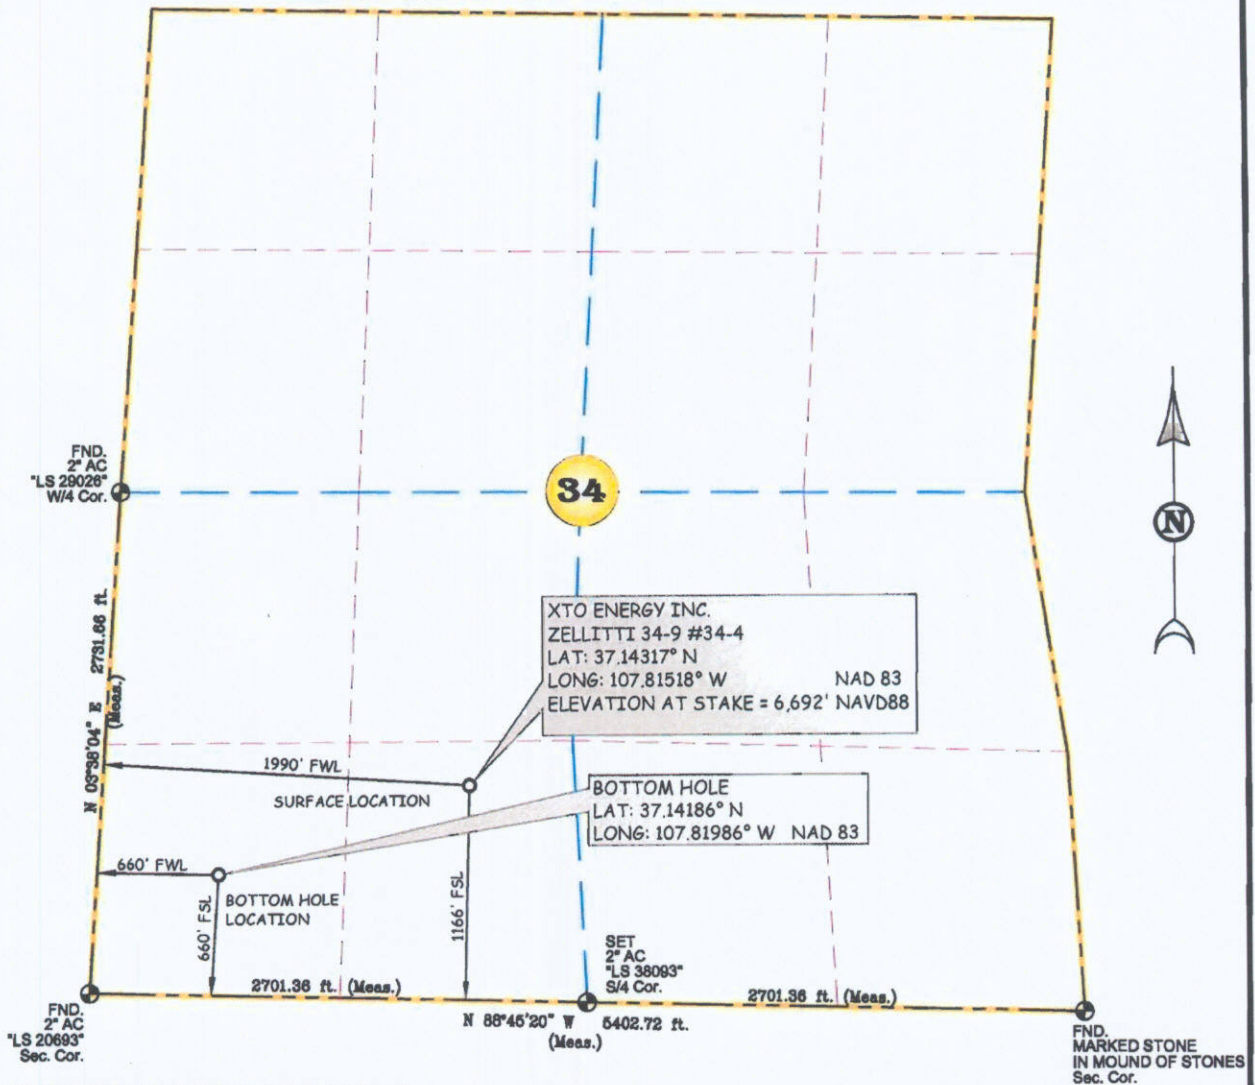 FND.
2" AC
"LS 29026"
W/4 Cor.
34
N
XTO ENERGY INC.
ZELLITTI 34-9 #34-4
LAT: 37.14317° N
LONG: 107.81518° W NAD 83
ELEVATION AT STAKE = 6,692' NAVD88
N 03°38'04" E 2731.66 ft.
(Meas.)
1990' FWL
SURFACE LOCATION
BOTTOM HOLE
LAT: 37.14186° N
LONG: 107.81986° W NAD 83
660' FWL
BOTTOM HOLE
LOCATION
660' FSL
1166' FSL
SET
2" AC
"LS 38093"
S/4 Cor.
2701.36 ft. (Meas.)
2701.36 ft. (Meas.)
N 88°45'20" W 5402.72 ft.
(Meas.)
FND.
2" AC
"LS 20693"
Sec. Cor.
FND.
MARKED STONE
IN MOUND OF STONES
Sec. Cor.